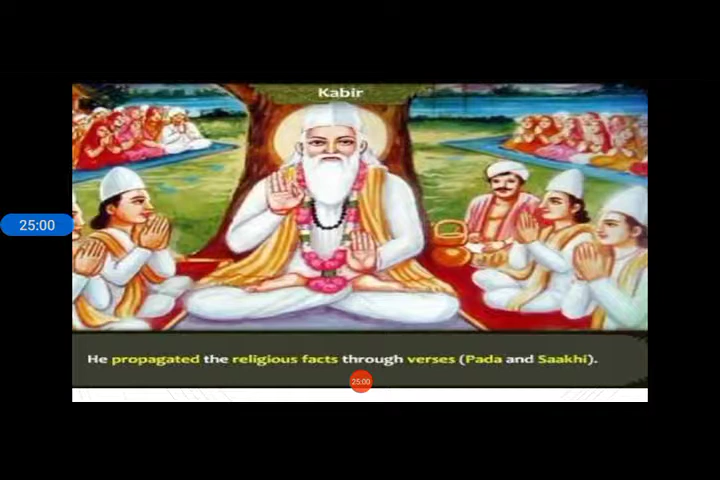 Kabir
25:00
He propagated the religious facts through verses (Pada and Saakhi).
25:00